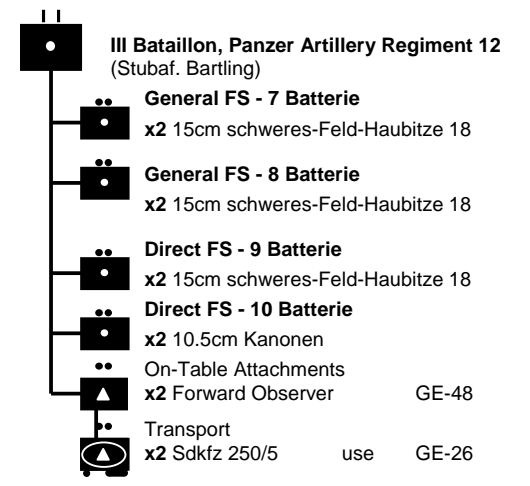 III Bataillon, Panzer Artillery Regiment 12
(Stubaf. Bartling)
General FS - 7 Batterie
x2 15cm schweres-Feld-Haubitze 18
General FS - 8 Batterie
x2 15cm schweres-Feld-Haubitze 18
Direct FS - 9 Batterie
x2 15cm schweres-Feld-Haubitze 18
Direct FS - 10 Batterie
x2 10.5cm Kanonen
On-Table Attachments
x2 Forward Observer GE-48
Transport
x2 Sdkfz 250/5 use GE-26